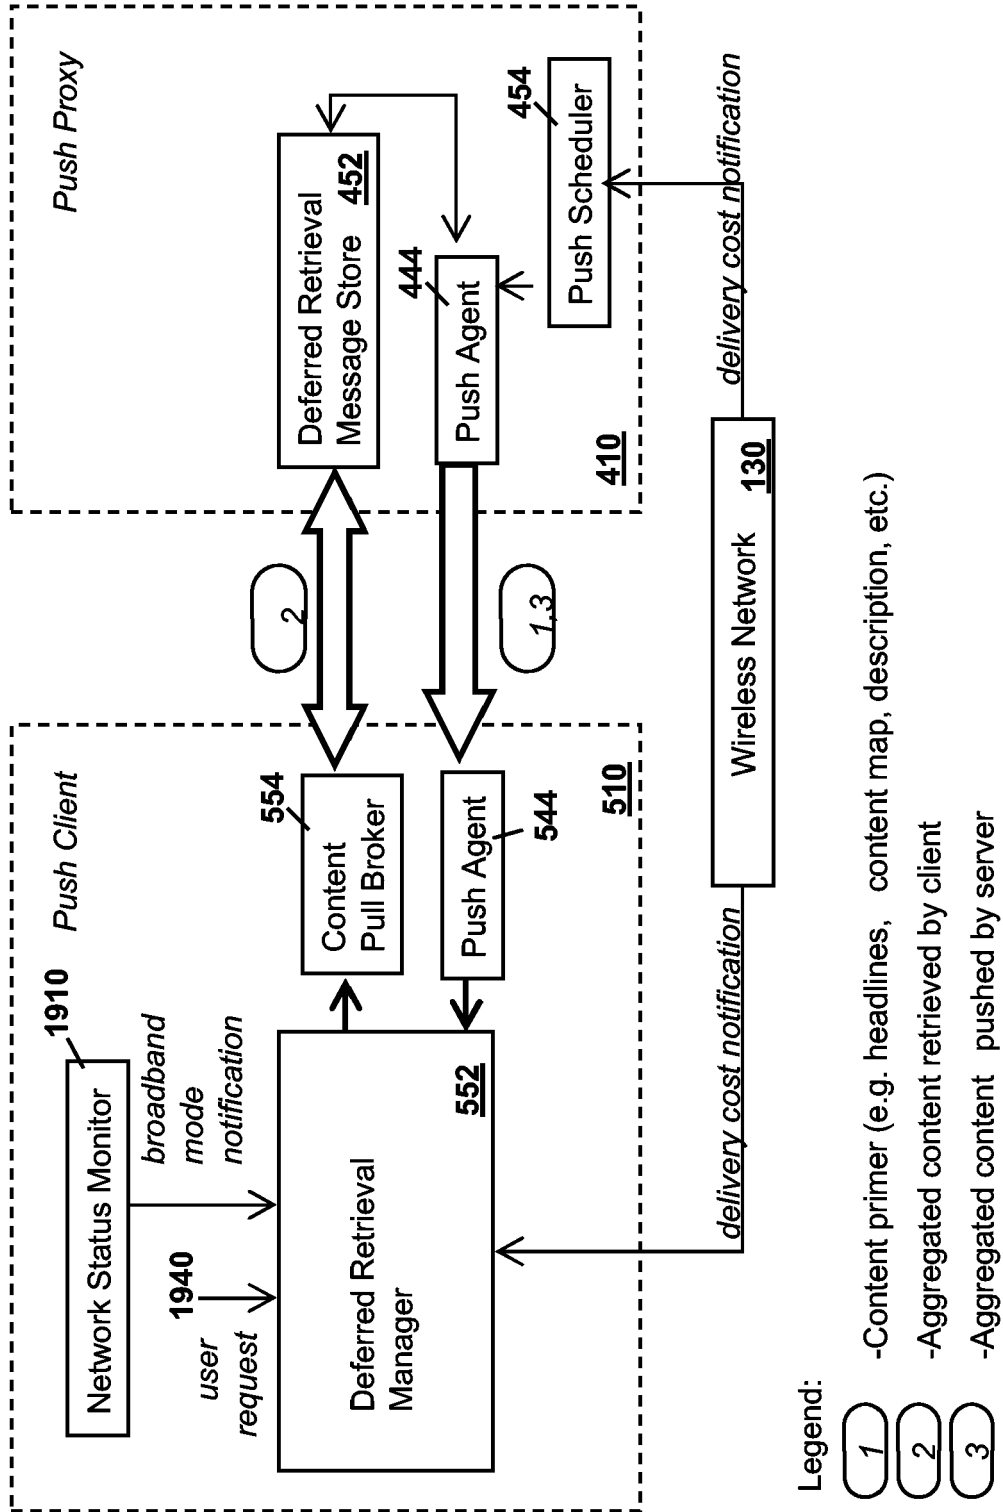 Push Client
Push Proxy
Network Status Monitor
1910
broadband
mode
notification
1940
user
request
Deferred Retrieval
Manager
552
Content
Pull Broker
554
Push Agent
544
510
2
1,3
Deferred Retrieval
Message Store
452
444
Push Agent
454
Push Scheduler
410
delivery cost notification
Wireless Network
130
delivery cost notification
Legend:
1
-Content primer (e.g. headlines, content map, description, etc.)
2
-Aggregated content retrieved by client
3
-Aggregated content pushed by server